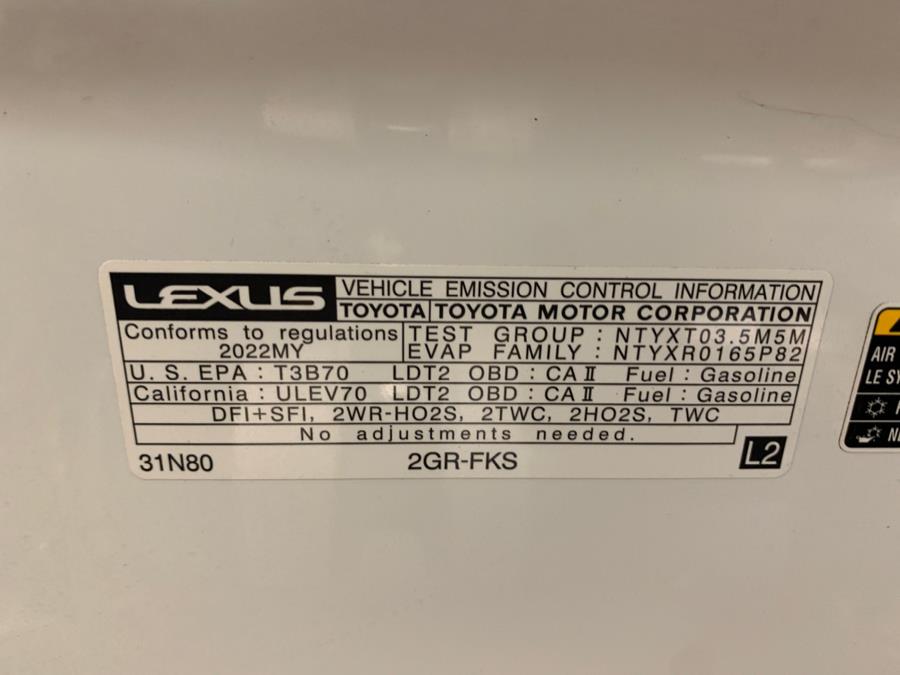 LEXUS VEHICLE EMISSION CONTROL INFORMATION
TOYOTA TOYOTA MOTOR CORPORATION
Conforms to regulations
2022MY
TEST GROUP : NTYXT03.5M5M
EVAP FAMILY : NTYXR0165P82
U. S. EPA : T3B70 LDT2 OBD : CA II Fuel : Gasoline
California : ULEV70 LDT2 OBD : CA II Fuel : Gasoline
DFI+SFI, 2WR-HO2S, 2TWC, 2HO2S, TWC
No adjustments needed.
31N80 2GR-FKS L2
AIR
LE SY